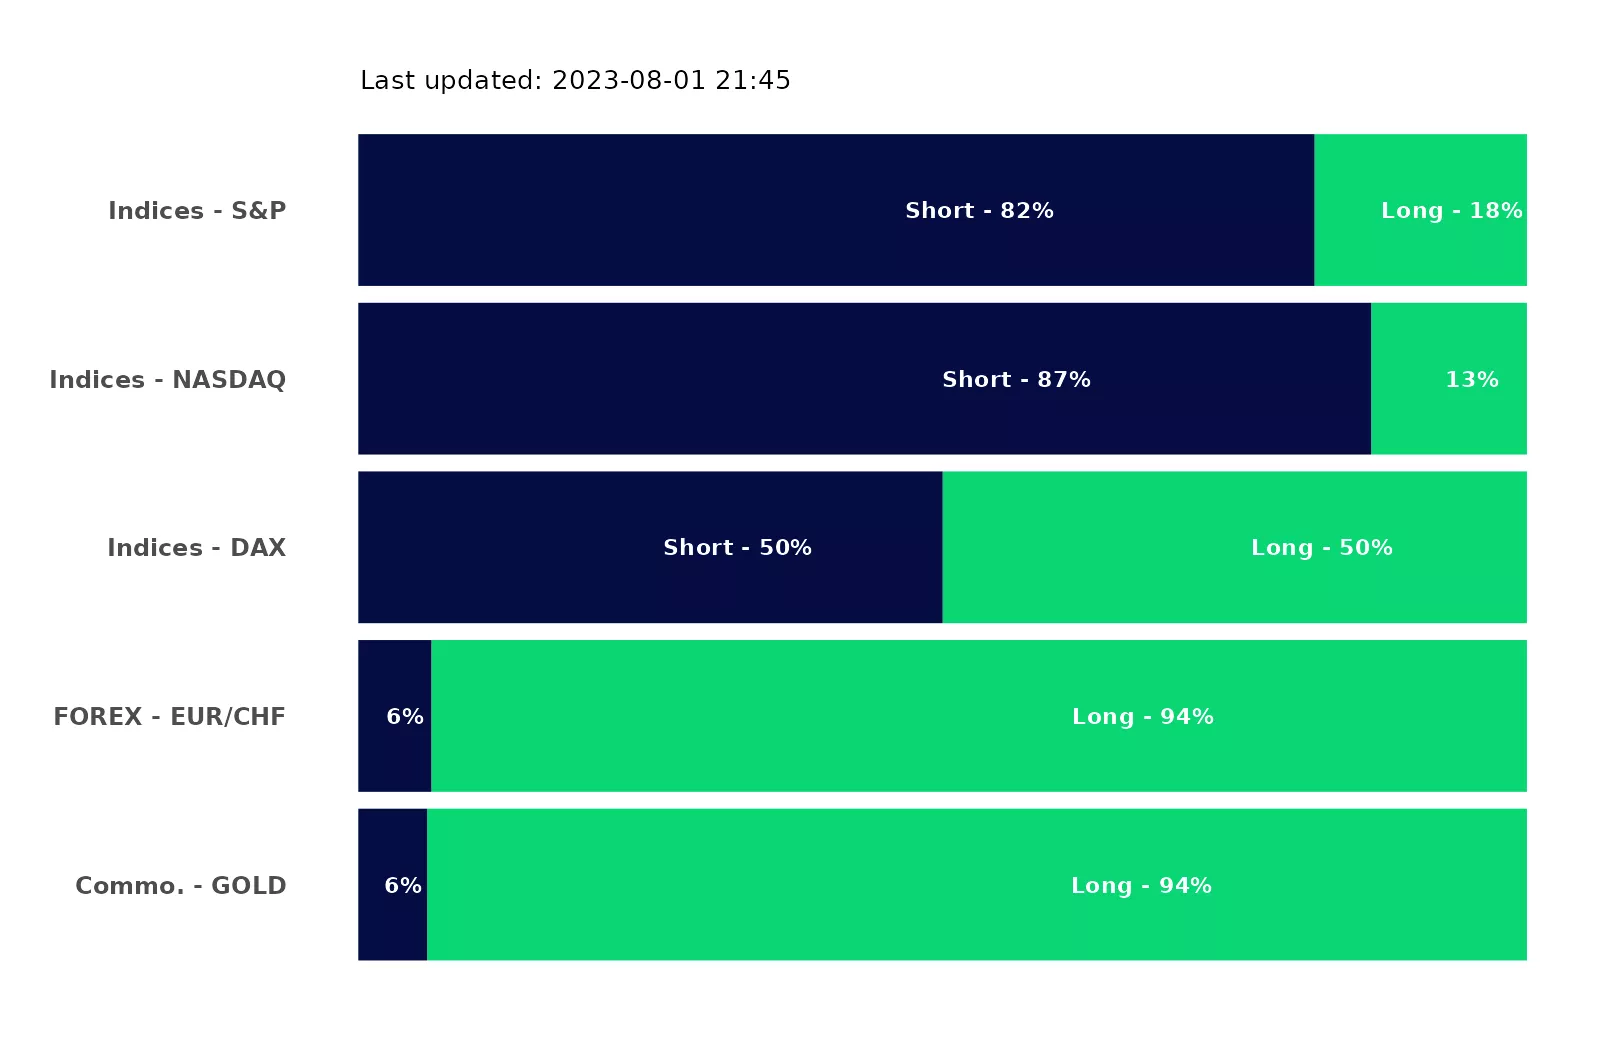 Last updated: 2023-08-01 21:45
Indices - S&P Short - 82% Long - 18%
Indices - NASDAQ Short - 87% 13%
Indices - DAX Short - 50% Long - 50%
FOREX - EUR/CHF 6% Long - 94%
Commo. - GOLD 6% Long - 94%